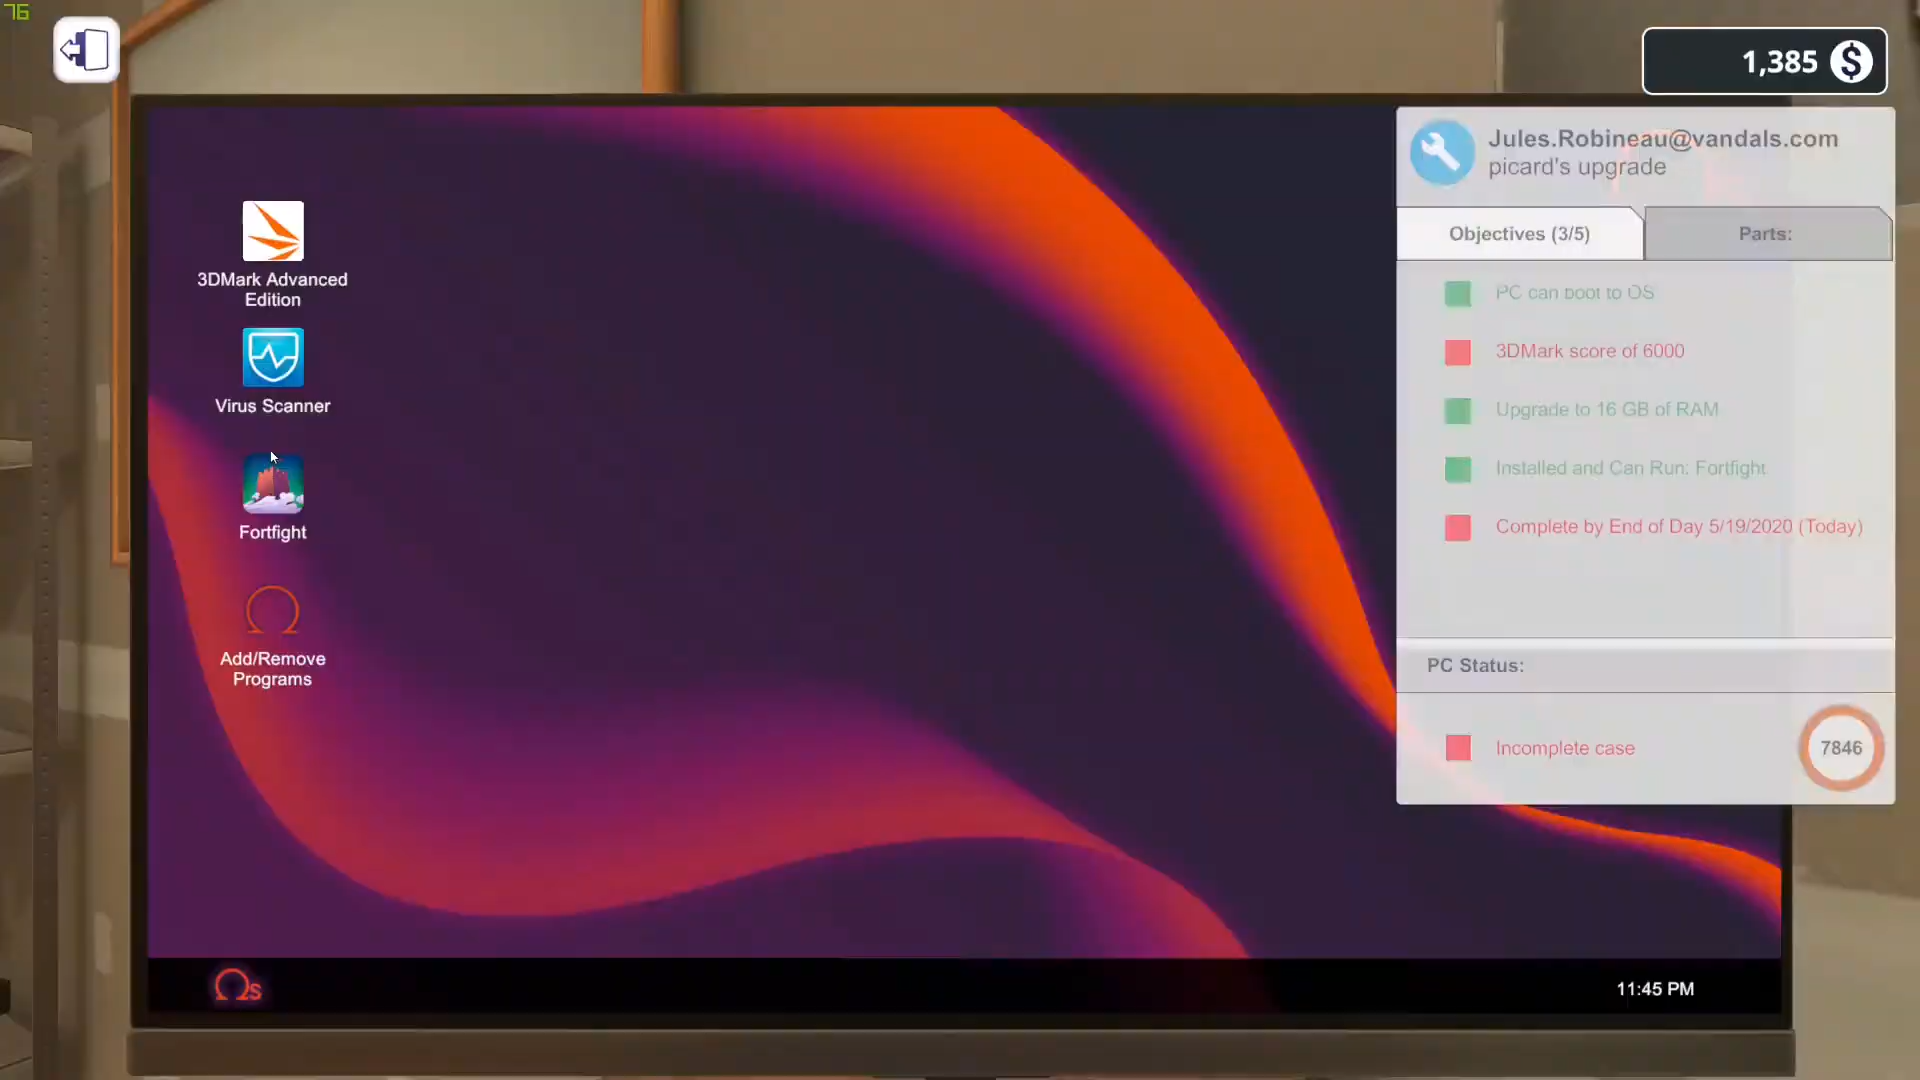 76
1,385
Jules.Robineau@vandals.com
picard's upgrade
Objectives (3/5)
Parts:
PC can boot to OS
3DMark score of 6000
Upgrade to 16 GB of RAM
Installed and Can Run: Fortfight
Complete by End of Day 5/19/2020 (Today)
PC Status:
Incomplete case
7846
3DMark Advanced
Edition
Virus Scanner
Fortfight
Add/Remove
Programs
Ωs
11:45 PM